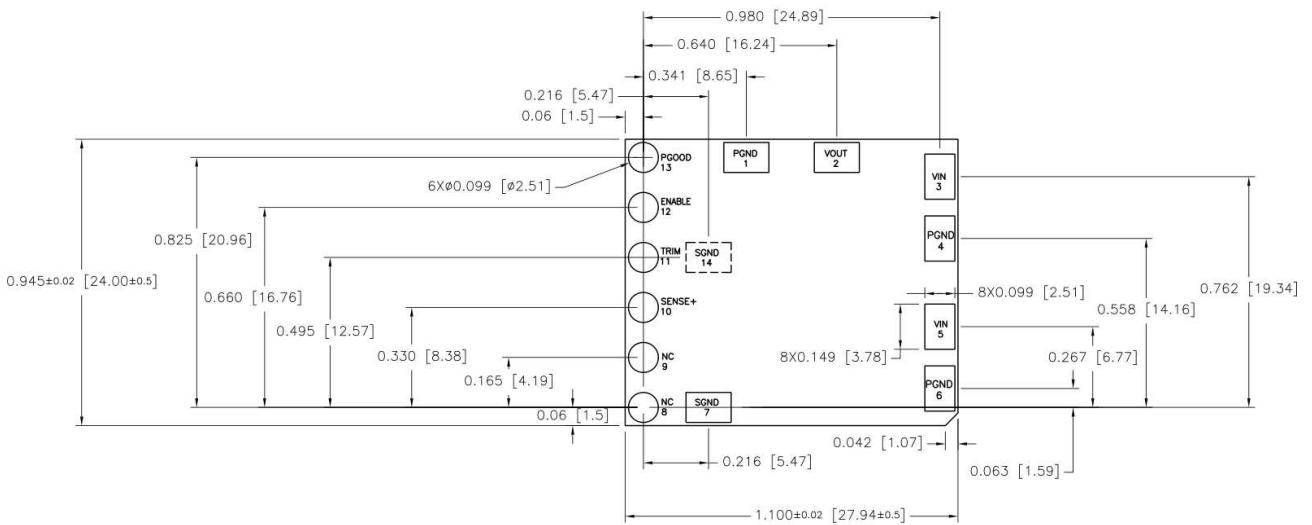 0.980 [24.89]
0.640 [16.24]
0.341 [8.65]
0.216 [5.47]
0.06 [1.5]
PGOOD
13
PGND
1
VOUT
2
VIN
3
6XØ0.099 [Ø2.51]
ENABLE
12
0.825 [20.96]
PGND
4
TRIM
11
SGND
14
0.945±0.02 [24.00±0.5]
0.660 [16.76]
8X0.099 [2.51]
0.762 [19.34]
0.558 [14.16]
SENSE+
10
0.495 [12.57]
VIN
5
0.330 [8.38]
8X0.149 [3.78]
NC
9
0.267 [6.77]
0.165 [4.19]
PGND
6
NC
8
SGND
7
0.06 [1.5]
0.042 [1.07]
0.216 [5.47]
0.063 [1.59]
1.100±0.02 [27.94±0.5]